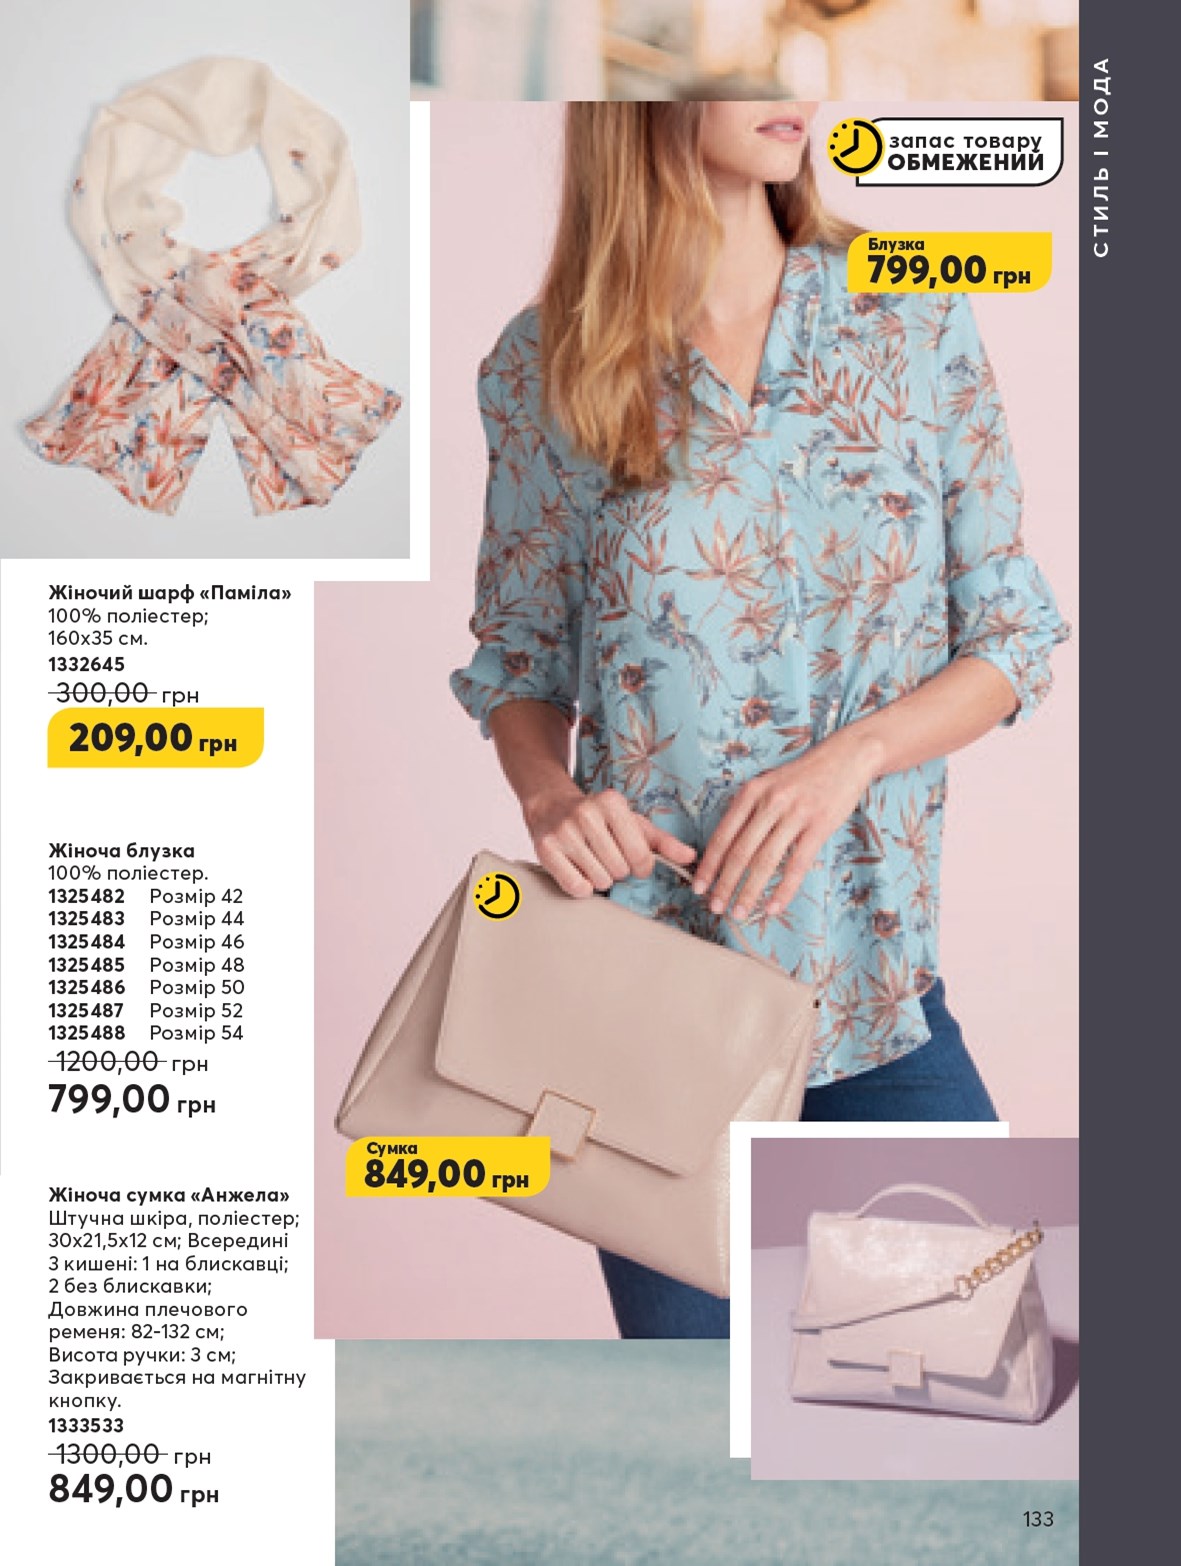 СТИЛЬ І МОДА
запас товару
ОБМЕЖЕНИЙ
Блузка
799,00 грн
Жіночий шарф «Паміла»
100% поліестер;
160х35 см.
1332645
300,00 грн
209,00 грн
Жіноча блузка
100% поліестер.
1325482 Розмір 42
1325483 Розмір 44
1325484 Розмір 46
1325485 Розмір 48
1325486 Розмір 50
1325487 Розмір 52
1325488 Розмір 54
1200,00 грн
799,00 грн
Сумка
849,00 грн
Жіноча сумка «Анжела»
Штучна шкіра, поліестер;
30х21,5х12 см; Всередині
3 кишені: 1 на блискавці;
2 без блискавки;
Довжина плечового
ременя: 82-132 см;
Висота ручки: 3 см;
Закривається на магнітну
кнопку.
1333533
1300,00 грн
849,00 грн
133